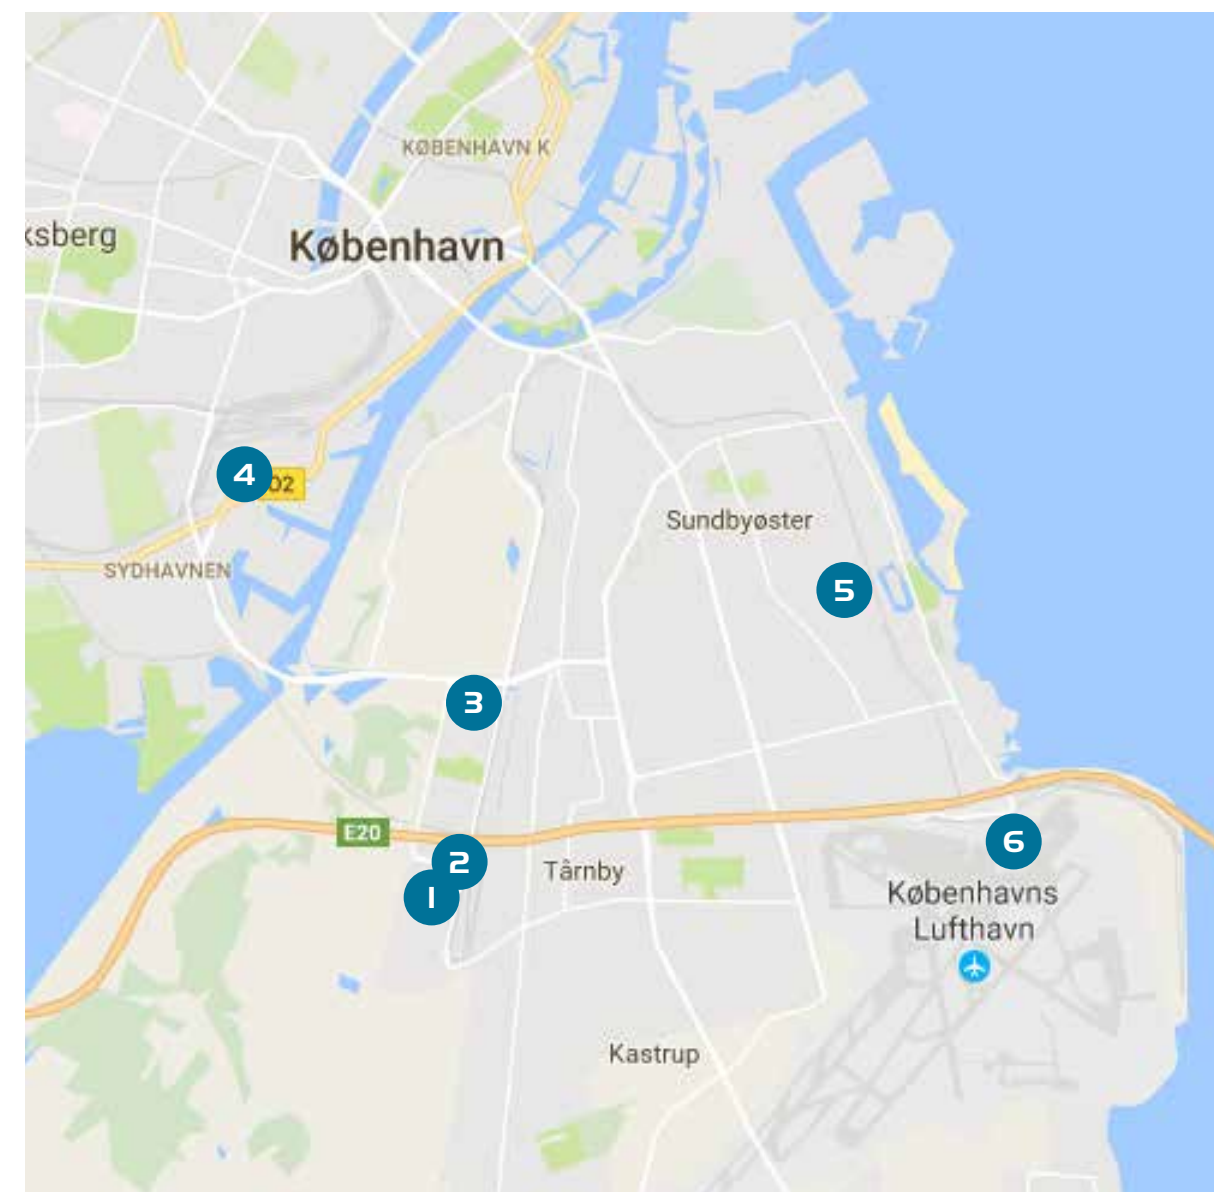 KØBENHAVN K
ksberg
København
4
02
Sundbyøster
SYDHAVNEN
5
3
E20
2
Tårnby
6
1
Københavns
Lufthavn
Kastrup